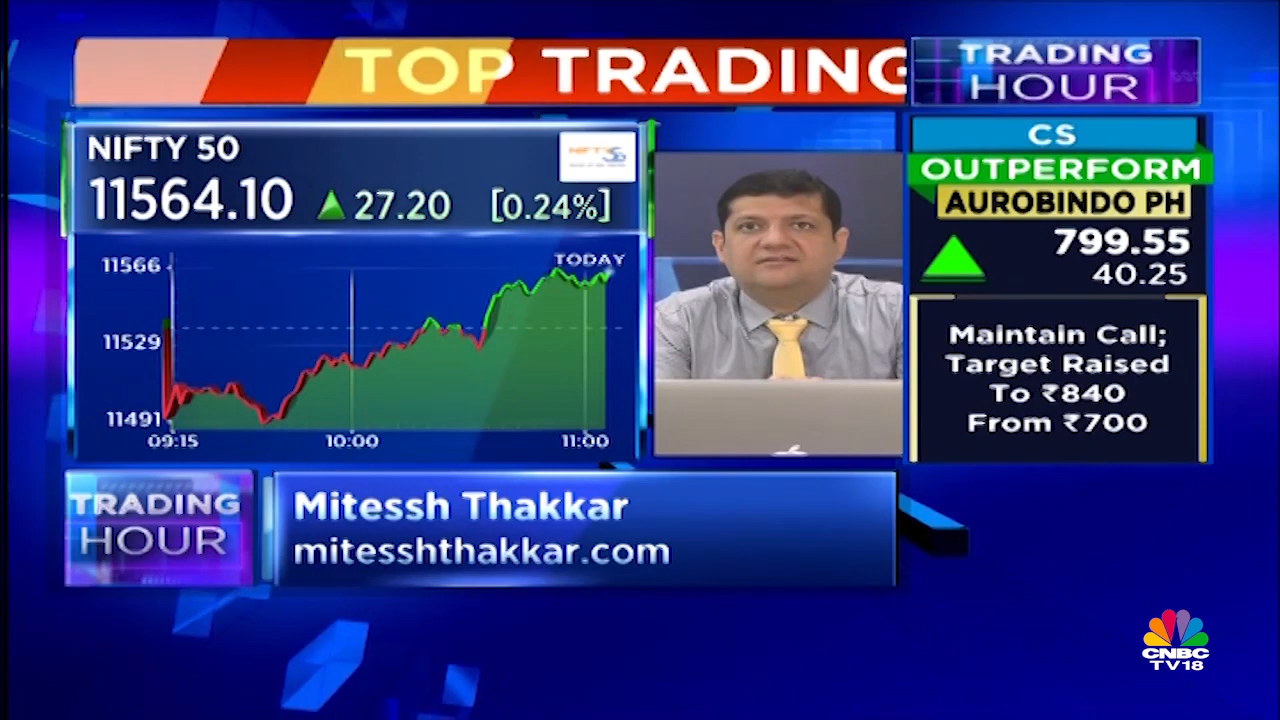 TOP TRADING
TRADING
HOUR
NIFTY 50
11564.10 ▲ 27.20 [0.24%]
TODAY
11566
11529
11491
09:15 10:00 11:00
CS
OUTPERFORM
AUROBINDO PH
799.55
40.25
Maintain Call;
Target Raised
To ₹840
From ₹700
TRADING
HOUR
Mitessh Thakkar
mitesshthakkar.com
CNBC
TV18